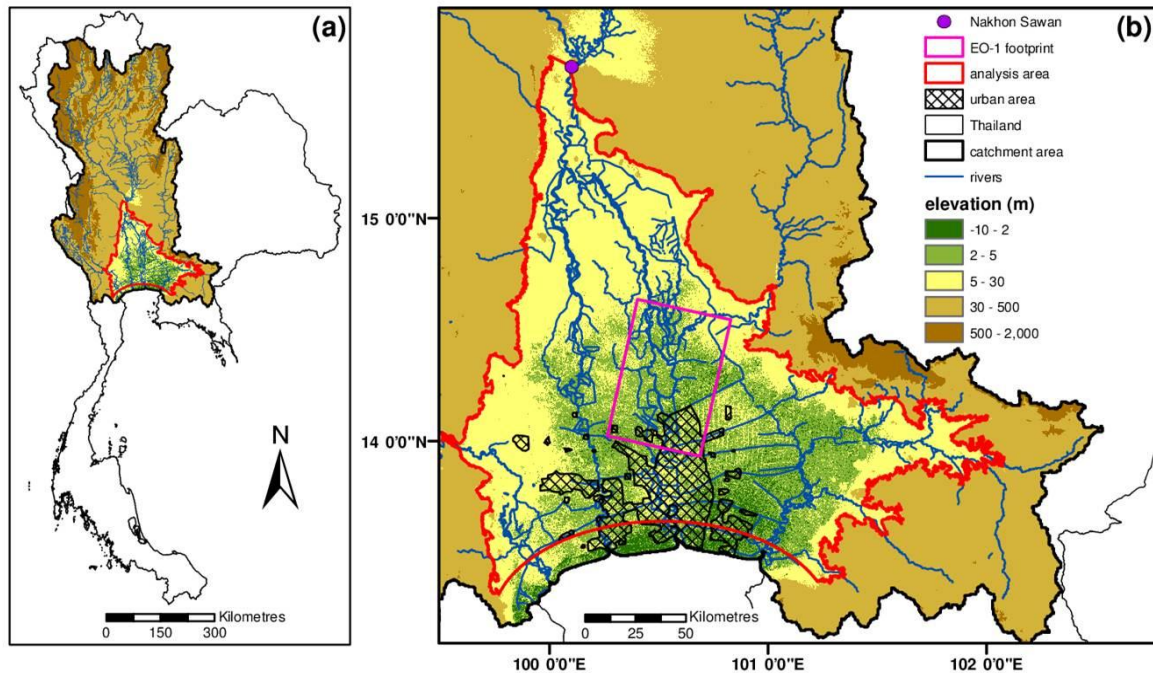 (a)
N
Kilometres
0 150 300
(b)
Nakhon Sawan
EO-1 footprint
analysis area
urban area
Thailand
catchment area
rivers
elevation (m)
-10 - 2
2 - 5
5 - 30
30 - 500
500 - 2,000
15 0'0"N
14 0'0"N
Kilometres
0 25 50
100 0'0"E 101 0'0"E 102 0'0"E